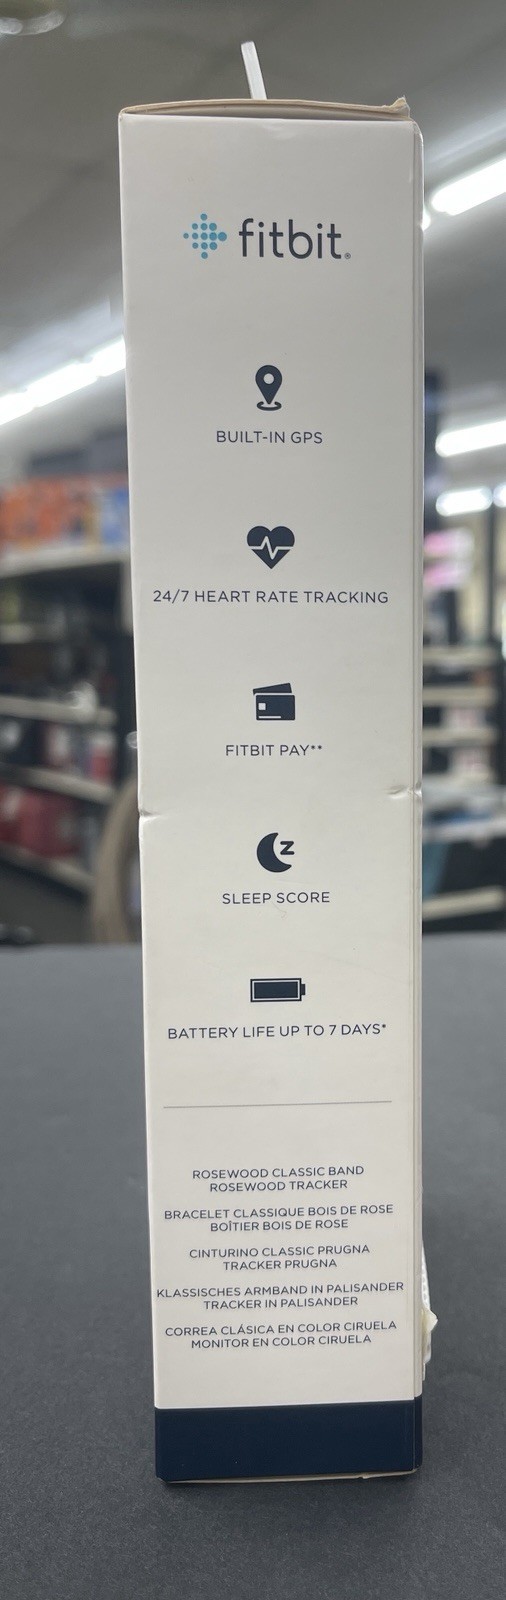 fitbit.
BUILT-IN GPS
24/7 HEART RATE TRACKING
FITBIT PAY**
Z
SLEEP SCORE
BATTERY LIFE UP TO 7 DAYS*
ROSEWOOD CLASSIC BAND
ROSEWOOD TRACKER
BRACELET CLASSIQUE BOIS DE ROSE
BOÎTIER BOIS DE ROSE
CINTURINO CLASSIC PRUGNA
TRACKER PRUGNA
KLASSISCHES ARMBAND IN PALISANDER
TRACKER IN PALISANDER
CORREA CLÁSICA EN COLOR CIRUELA
MONITOR EN COLOR CIRUELA